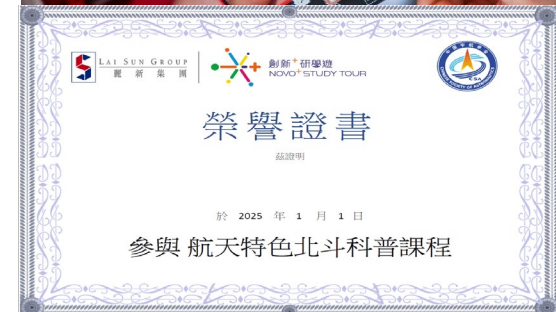 LAI SUN GROUP
麗新集團
創新+研學遊
NOVO+STUDY TOUR
CSA
榮譽證書
茲證明
於 2025 年 1 月 1 日
參與 航天特色北斗科普課程